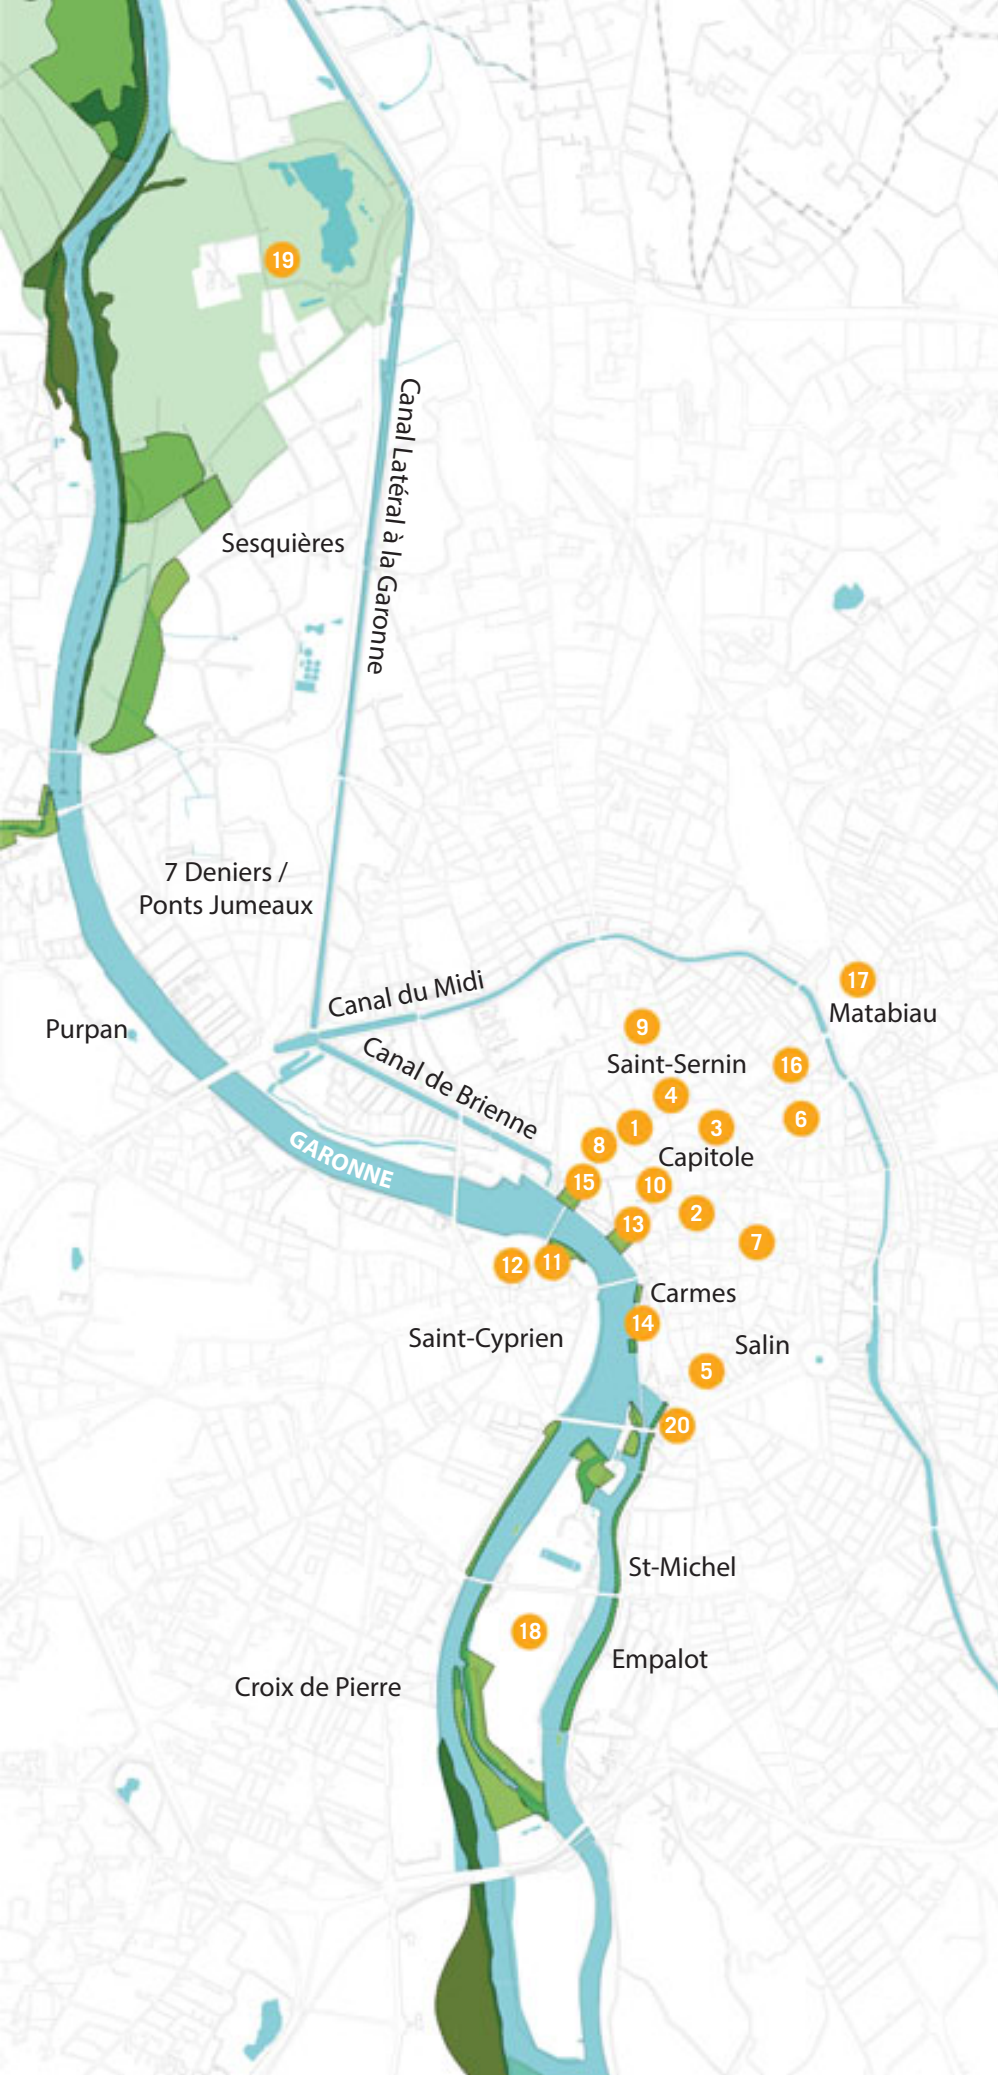 19
Canal Latéral à la Garonne
Sesquières
7 Deniers /
Ponts Jumeaux
17
Matabiau
Canal du Midi
9
Purpan
Saint-Sernin
16
Canal de Brienne
4
6
1
3
8
Capitole
GARONNE
15
10
2
13
7
12
11
Carmes
14
Saint-Cyprien
Salin
5
20
St-Michel
18
Empalot
Croix de Pierre